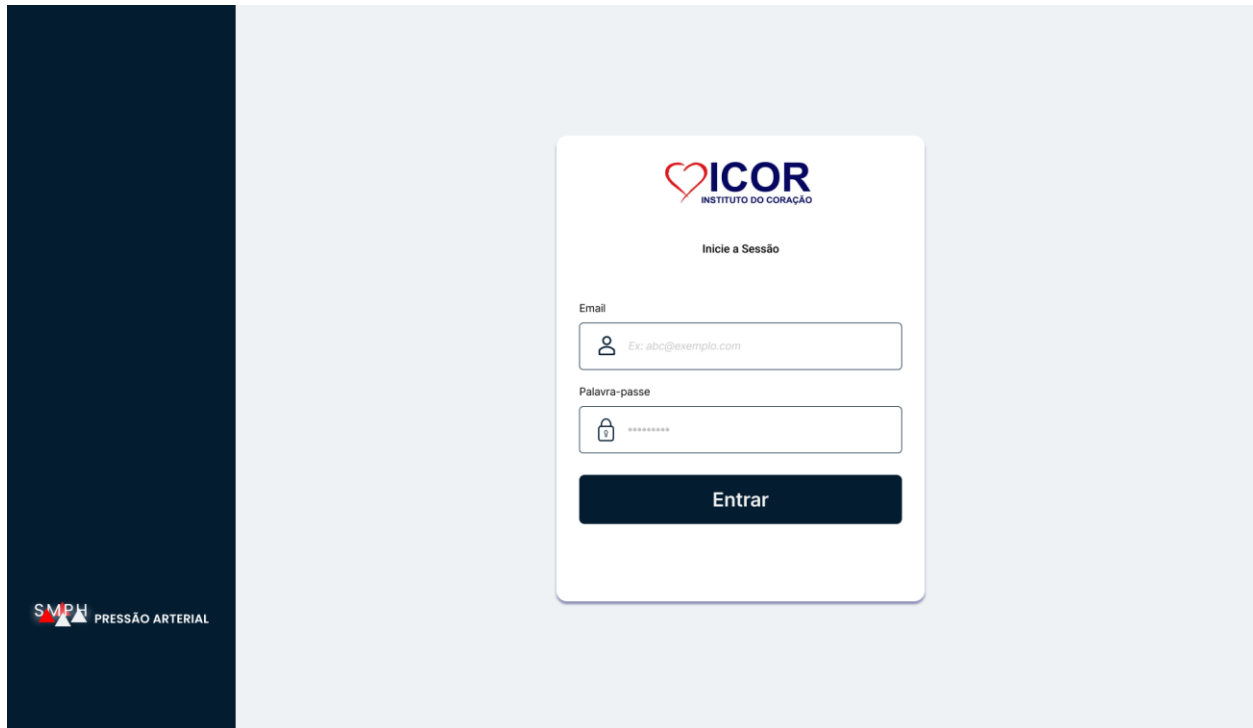 ICOR
INSTITUTO DO CORAÇÃO
Inicie a Sessão
Email
Ex: abc@exemplo.com
Palavra-passe
*********
Entrar
SMPH PRESSÃO ARTERIAL